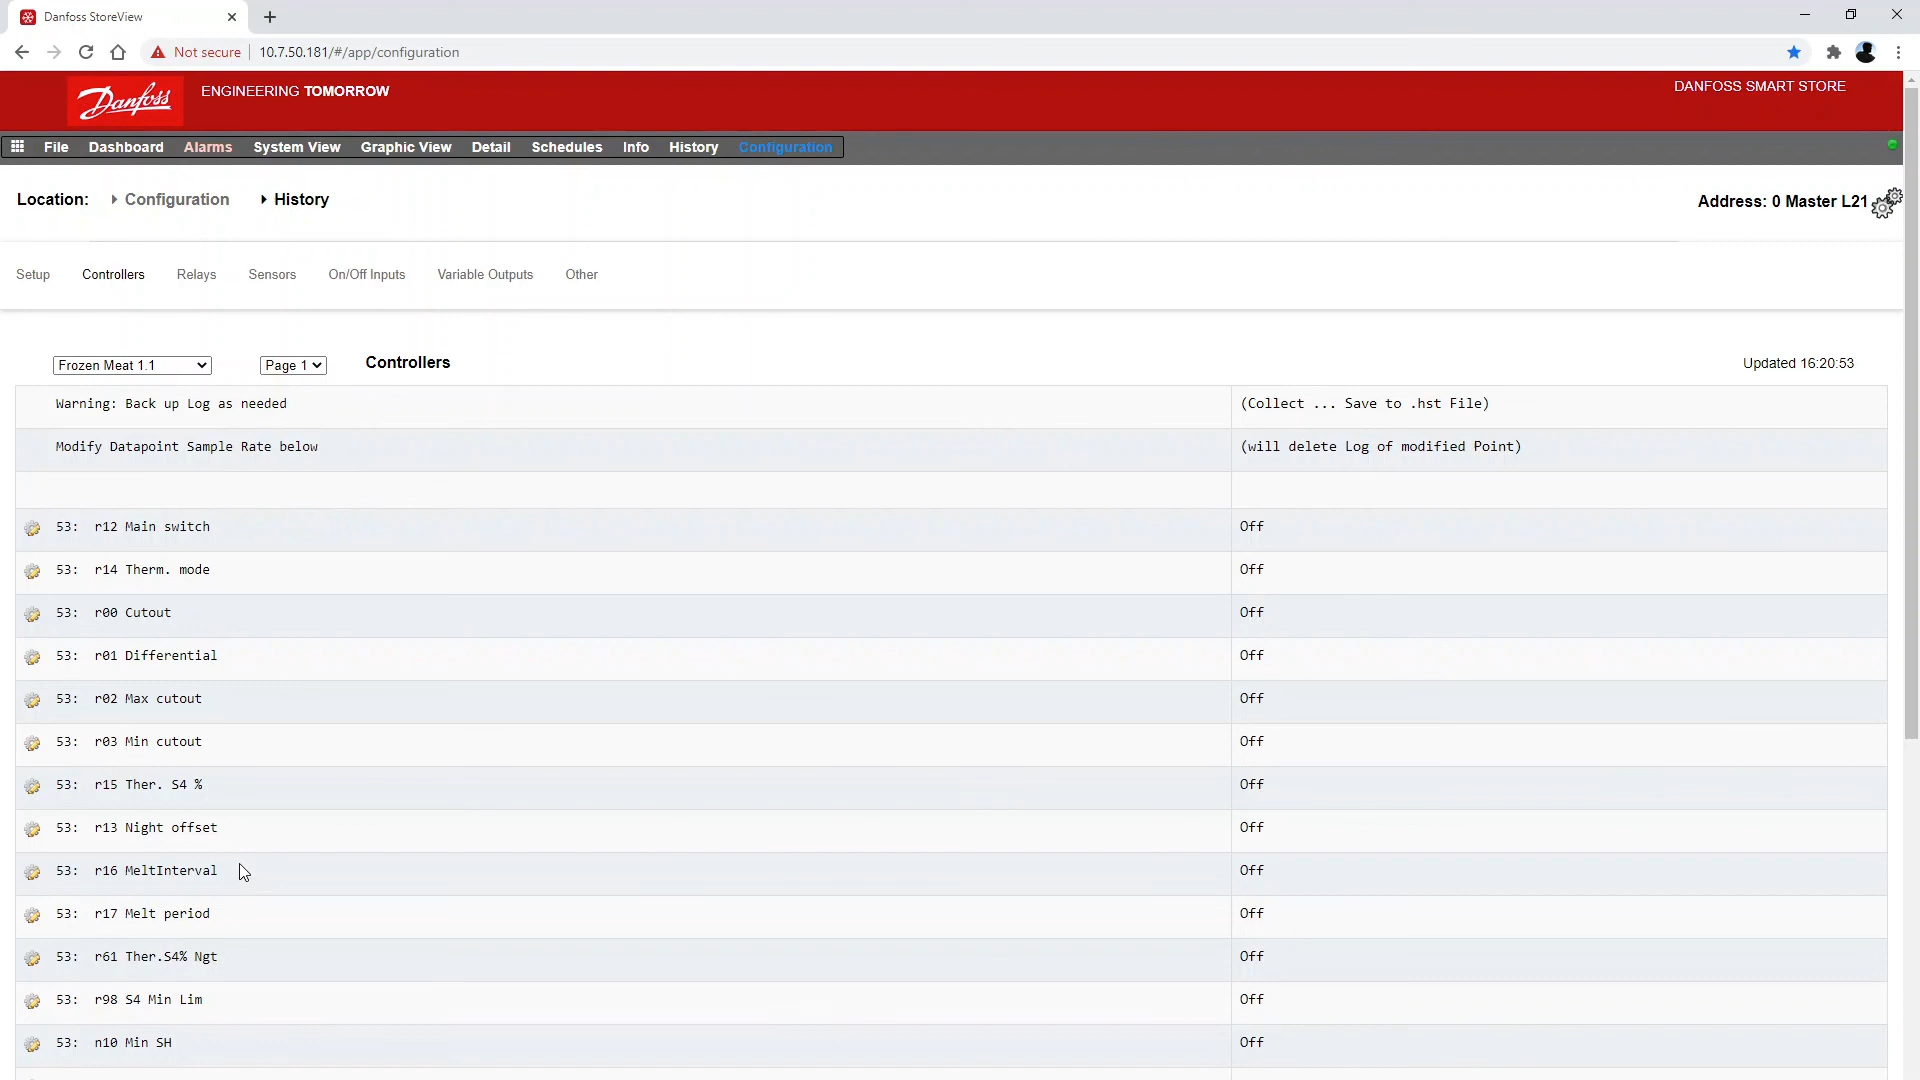 Danfoss StoreView
Not secure 10.7.50.181/#/app/configuration
Danfoss ENGINEERING TOMORROW DANFOSS SMART STORE
File Dashboard Alarms System View Graphic View Detail Schedules Info History Configuration
Location: Configuration History Address: 0 Master L21
Setup Controllers Relays Sensors On/Off Inputs Variable Outputs Other
Frozen Meat 1.1 Page 1 Controllers Updated 16:20:53
Warning: Back up Log as needed (Collect ... Save to .hst File)
Modify Datapoint Sample Rate below (will delete Log of modified Point)
53: r12 Main switch Off
53: r14 Therm. mode Off
53: r00 Cutout Off
53: r01 Differential Off
53: r02 Max cutout Off
53: r03 Min cutout Off
53: r15 Ther. S4 % Off
53: r13 Night offset Off
53: r16 MeltInterval Off
53: r17 Melt period Off
53: r61 Ther.S4% Ngt Off
53: r98 S4 Min Lim Off
53: n10 Min SH Off